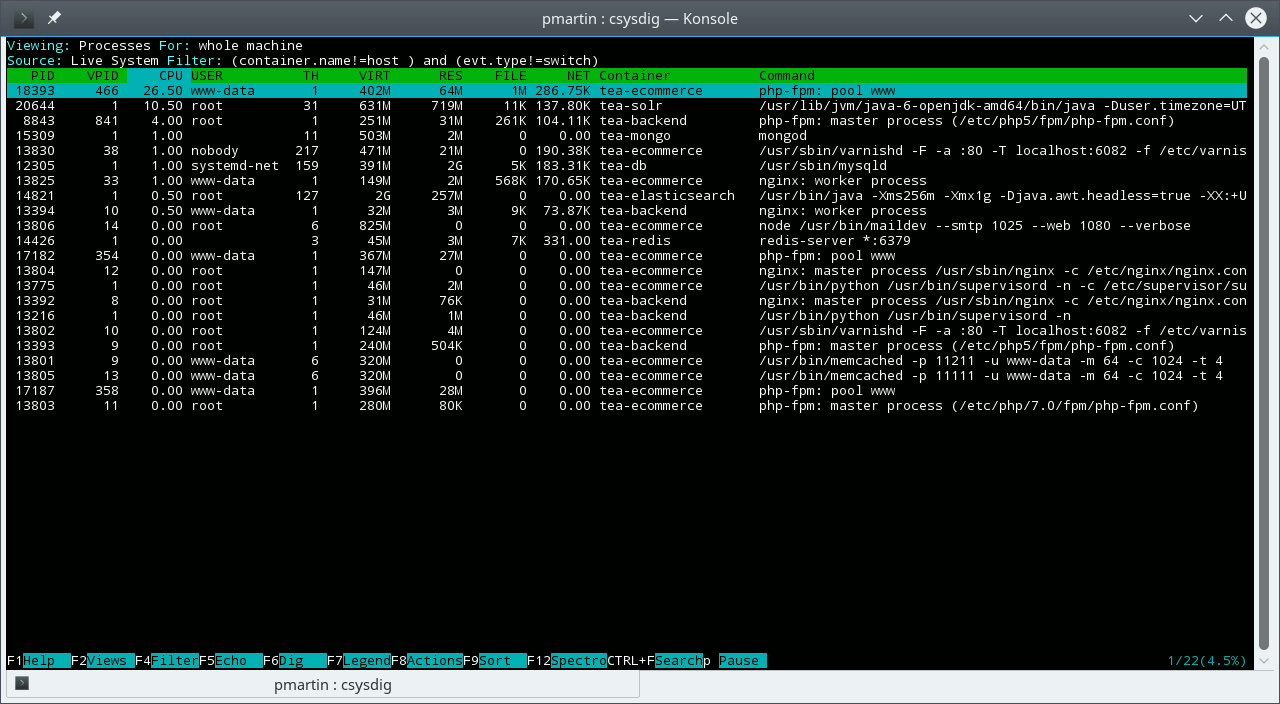 pmartin : csysdig — Konsole
Viewing: Processes For: whole machine
Source: Live System Filter: (container.name!=host ) and (evt.type!=switch)
PID VPID CPU USER TH VIRT RES FILE NET Container Command
18393 466 26.50 www-data 1 402M 64M 1M 286.75K tea-ecommerce php-fpm: pool www
20644 1 10.50 root 31 631M 719M 11K 137.80K tea-solr /usr/lib/jvm/java-6-openjdk-amd64/bin/java -Duser.timezone=UT
8843 841 4.00 root 1 251M 31M 261K 104.11K tea-backend php-fpm: master process (/etc/php5/fpm/php-fpm.conf)
15309 1 1.00 11 503M 2M 0 0.00 tea-mongo mongod
13830 38 1.00 nobody 217 471M 21M 0 190.38K tea-ecommerce /usr/sbin/varnishd -F -a :80 -T localhost:6082 -f /etc/varnis
12305 1 1.00 systemd-net 159 391M 2G 5K 183.31K tea-db /usr/sbin/mysqld
13825 33 1.00 www-data 1 149M 2M 568K 170.65K tea-ecommerce nginx: worker process
14821 1 0.50 root 127 2G 257M 0 0.00 tea-elasticsearch /usr/bin/java -Xms256m -Xmx1g -Djava.awt.headless=true -XX:+U
13394 10 0.50 www-data 1 32M 3M 9K 73.87K tea-backend nginx: worker process
13806 14 0.00 root 6 825M 0 0 0.00 tea-ecommerce node /usr/bin/maildev --smtp 1025 --web 1080 --verbose
14426 1 0.00 3 45M 3M 7K 331.00 tea-redis redis-server *:6379
17182 354 0.00 www-data 1 367M 27M 0 0.00 tea-ecommerce php-fpm: pool www
13804 12 0.00 root 1 147M 0 0 0.00 tea-ecommerce nginx: master process /usr/sbin/nginx -c /etc/nginx/nginx.con
13775 1 0.00 root 1 46M 2M 0 0.00 tea-ecommerce /usr/bin/python /usr/bin/supervisord -n -c /etc/supervisor/su
13392 8 0.00 root 1 31M 76K 0 0.00 tea-backend nginx: master process /usr/sbin/nginx -c /etc/nginx/nginx.con
13216 1 0.00 root 1 46M 1M 0 0.00 tea-backend /usr/bin/python /usr/bin/supervisord -n
13802 10 0.00 root 1 124M 4M 0 0.00 tea-ecommerce /usr/sbin/varnishd -F -a :80 -T localhost:6082 -f /etc/varnis
13393 9 0.00 root 1 240M 504K 0 0.00 tea-backend php-fpm: master process (/etc/php5/fpm/php-fpm.conf)
13801 9 0.00 www-data 6 320M 0 0 0.00 tea-ecommerce /usr/bin/memcached -p 11211 -u www-data -m 64 -c 1024 -t 4
13805 13 0.00 www-data 6 320M 0 0 0.00 tea-ecommerce /usr/bin/memcached -p 11111 -u www-data -m 64 -c 1024 -t 4
17187 358 0.00 www-data 1 396M 28M 0 0.00 tea-ecommerce php-fpm: pool www
13803 11 0.00 root 1 280M 80K 0 0.00 tea-ecommerce php-fpm: master process (/etc/php/7.0/fpm/php-fpm.conf)
F1Help F2Views F4FilterF5Echo F6Dig F7LegendF8ActionsF9Sort F12SpectroCTRL+FSearchp Pause 1/22(4.5%)
pmartin : csysdig